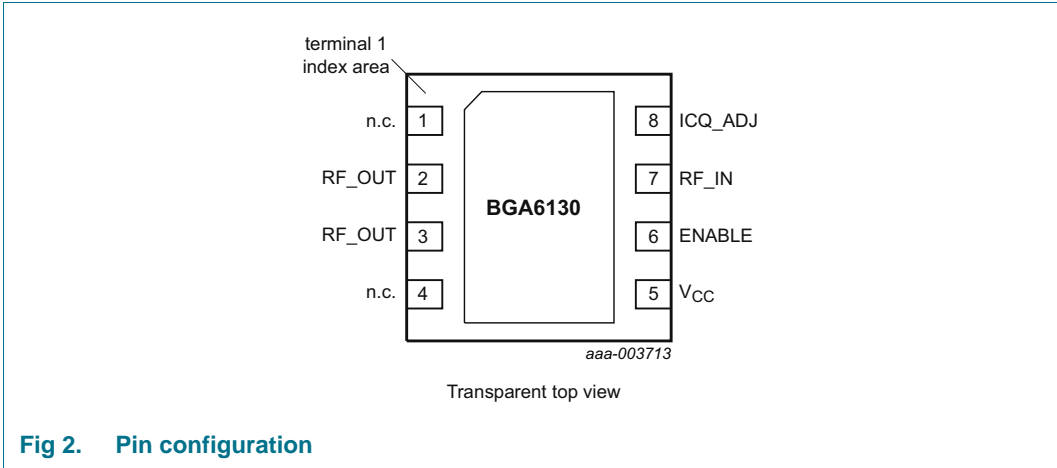 terminal 1
index area
n.c. 1
8 ICQ_ADJ
RF_OUT 2
7 RF_IN
BGA6130
RF_OUT 3
6 ENABLE
n.c. 4
5 VCC
aaa-003713
Transparent top view
Fig 2. Pin configuration